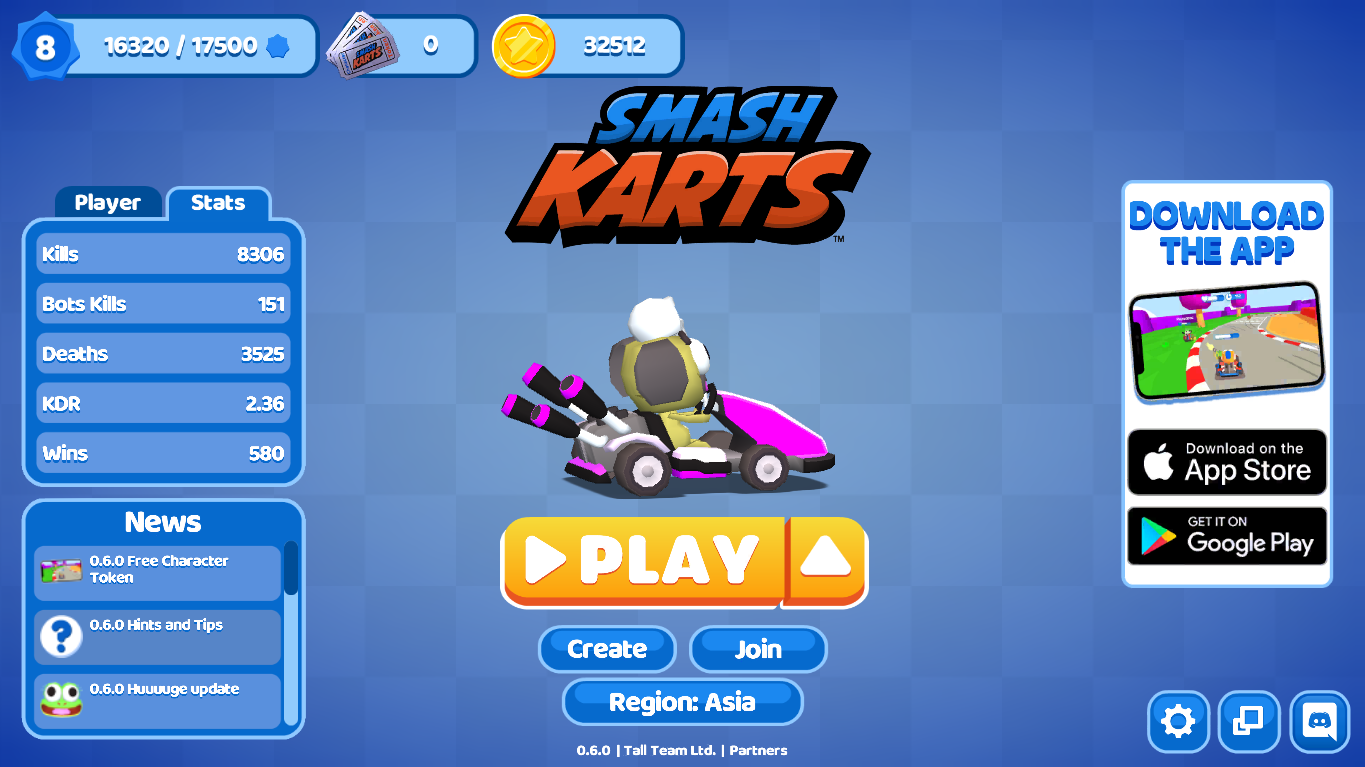 8
16320 / 17500
SMASH
KARTS
0
32512
SMASH
KARTS
TM
Player
Stats
Kills 8306
Bots Kills 151
Deaths 3525
KDR 2.36
Wins 580
News
0.6.0 Free Character
Token
0.6.0 Hints and Tips
0.6.0 Huuuuge update
PLAY
Create
Join
Region: Asia
0.6.0 | Tall Team Ltd. | Partners
DOWNLOAD
THE APP
Download on the
App Store
GET IT ON
Google Play